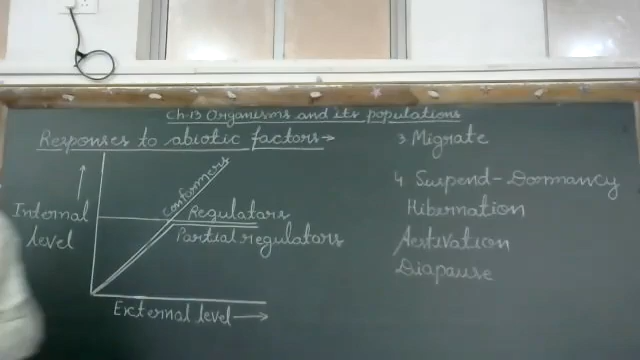 Ch-13 Organisms and its populations
Responses to abiotic factors→
Conformers
Internal level
Regulators
Partial regulators
External level→
3 Migrate
4. Suspend-Dormancy
Hibernation
Aestivation
Diapause